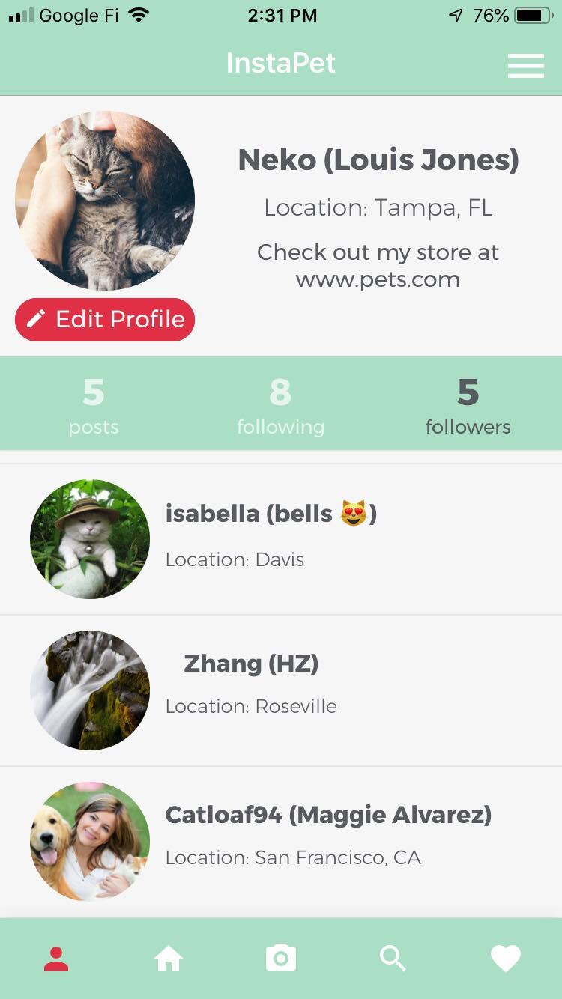 Google Fi 2:31 PM 76%
InstaPet
Neko (Louis Jones)
Location: Tampa, FL
Check out my store at
www.pets.com
Edit Profile
5 8 5
posts following followers
isabella (bells 😻)
Location: Davis
Zhang (HZ)
Location: Roseville
Catloaf94 (Maggie Alvarez)
Location: San Francisco, CA